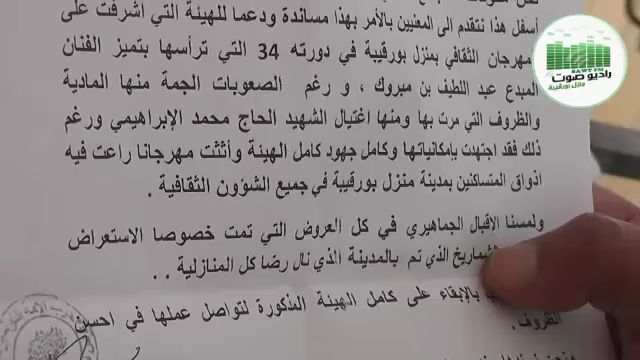 أسفل هذا نتقدم الى المعنيين بالأمر بهذا مساندة ودعما للهيئة التي اشرفت على
مهرجان الثقافي بمنزل بورقيبة في دورته 34 التي ترأسها بتميز الفنان
المبدع عبد اللطيف بن مبروك ، و رغم الصعوبات الجمة منها المادية
والظروف التي مرت بها ومنها اغتيال الشهيد الحاج محمد الإبراهيمي ورغم
ذلك فقد اجتهدت بإمكانياتها وكامل جهود كامل الهيئة وأثثت مهرجانا راعت فيه
اذواق المتساكنين بمدينة منزل بورقيبة في جميع الشؤون الثقافية .
ولمسنا الاقبال الجماهيري في كل العروض التي تمت خصوصا الاستعراض
الشماريخ الذي تم بالمدينة الذي نال رضا كل المنازلية . .
بالإبقاء على كامل الهيئة المذكورة لتواصل عملها في احسن
الظروف .
راديو صوت
منزل بورقيبة